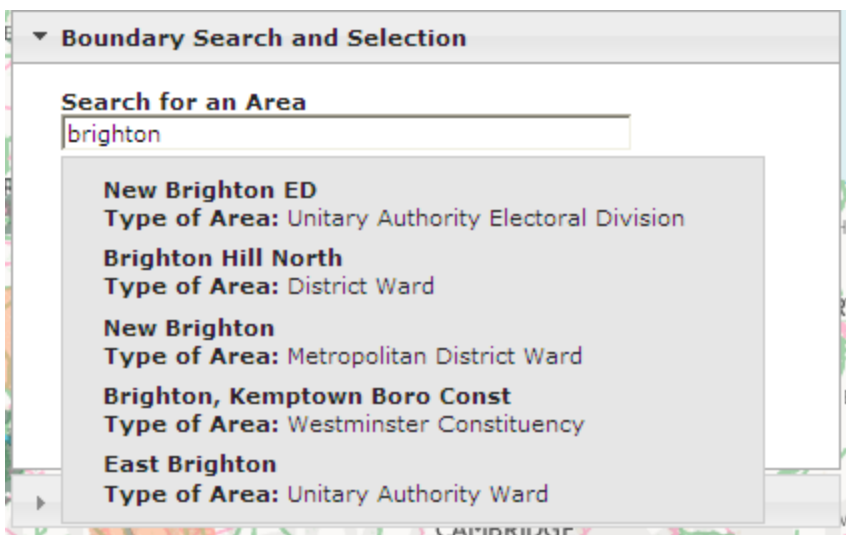 Boundary Search and Selection
Search for an Area
brighton
New Brighton ED
Type of Area: Unitary Authority Electoral Division
Brighton Hill North
Type of Area: District Ward
New Brighton
Type of Area: Metropolitan District Ward
Brighton, Kemptown Boro Const
Type of Area: Westminster Constituency
East Brighton
Type of Area: Unitary Authority Ward
CAMBRIDGE